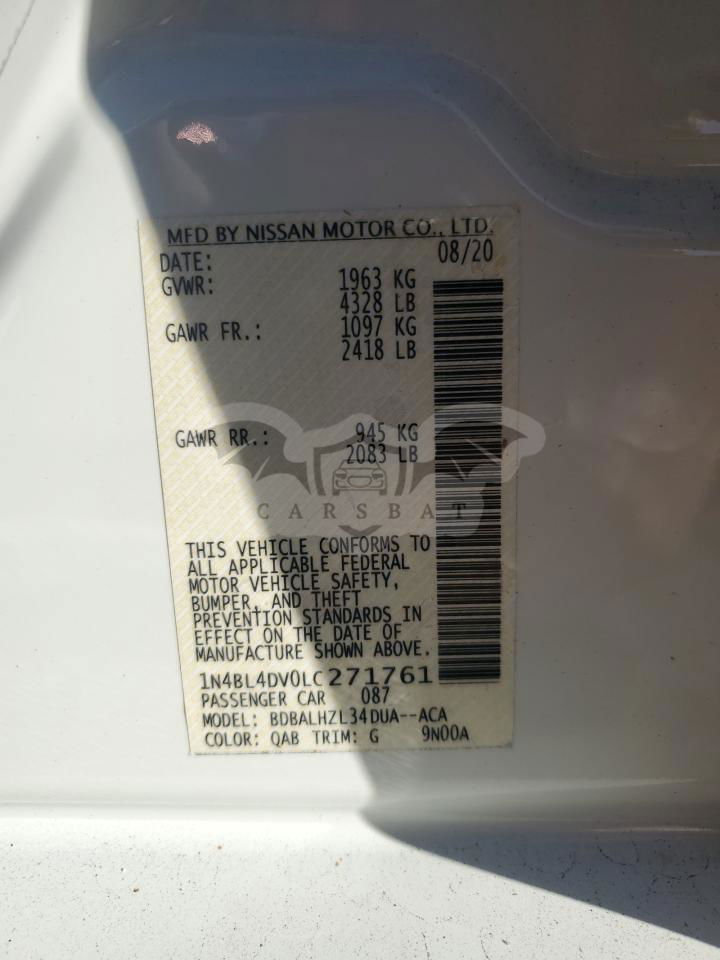 MFD BY NISSAN MOTOR CO., LTD.
DATE: 08/20
GVWR: 1963 KG
4328 LB
GAWR FR.: 1097 KG
2418 LB
GAWR RR.: 945 KG
2083 LB
CARSBAT
THIS VEHICLE CONFORMS TO
ALL APPLICABLE FEDERAL
MOTOR VEHICLE SAFETY,
BUMPER, AND THEFT
PREVENTION STANDARDS IN
EFFECT ON THE DATE OF
MANUFACTURE SHOWN ABOVE.
1N4BL4DV0LC271761
PASSENGER CAR 087
MODEL: BDBALHZL34DUA--ACA
COLOR: QAB TRIM: G 9N00A